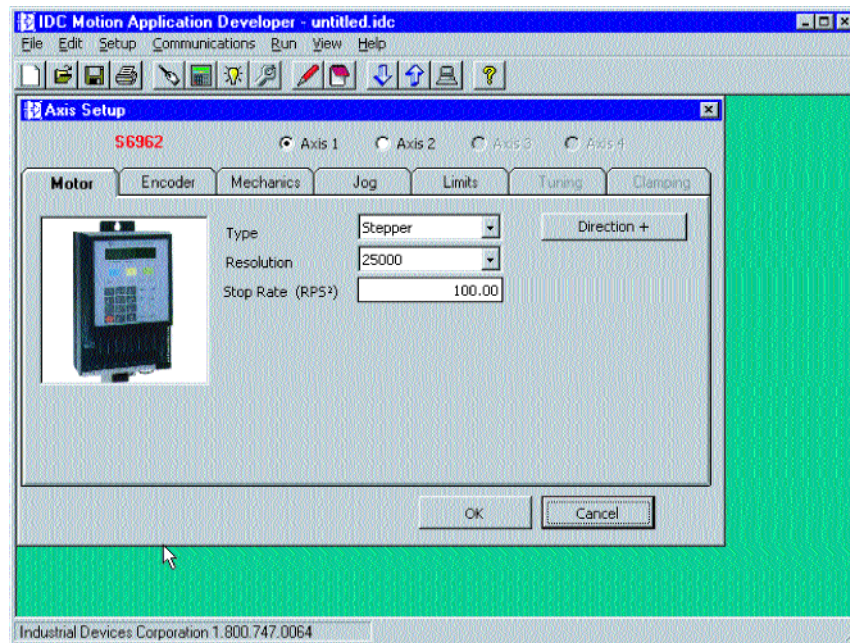 IDC Motion Application Developer - untitled.idc
File Edit Setup Communications Run View Help
Axis Setup
S6962 Axis 1 Axis 2 Axis 3 Axis 4
Motor Encoder Mechanics Jog Limits Tuning Clamping
Type Stepper Direction +
Resolution 25000
Stop Rate (RPS²) 100.00
OK Cancel
Industrial Devices Corporation 1.800.747.0064